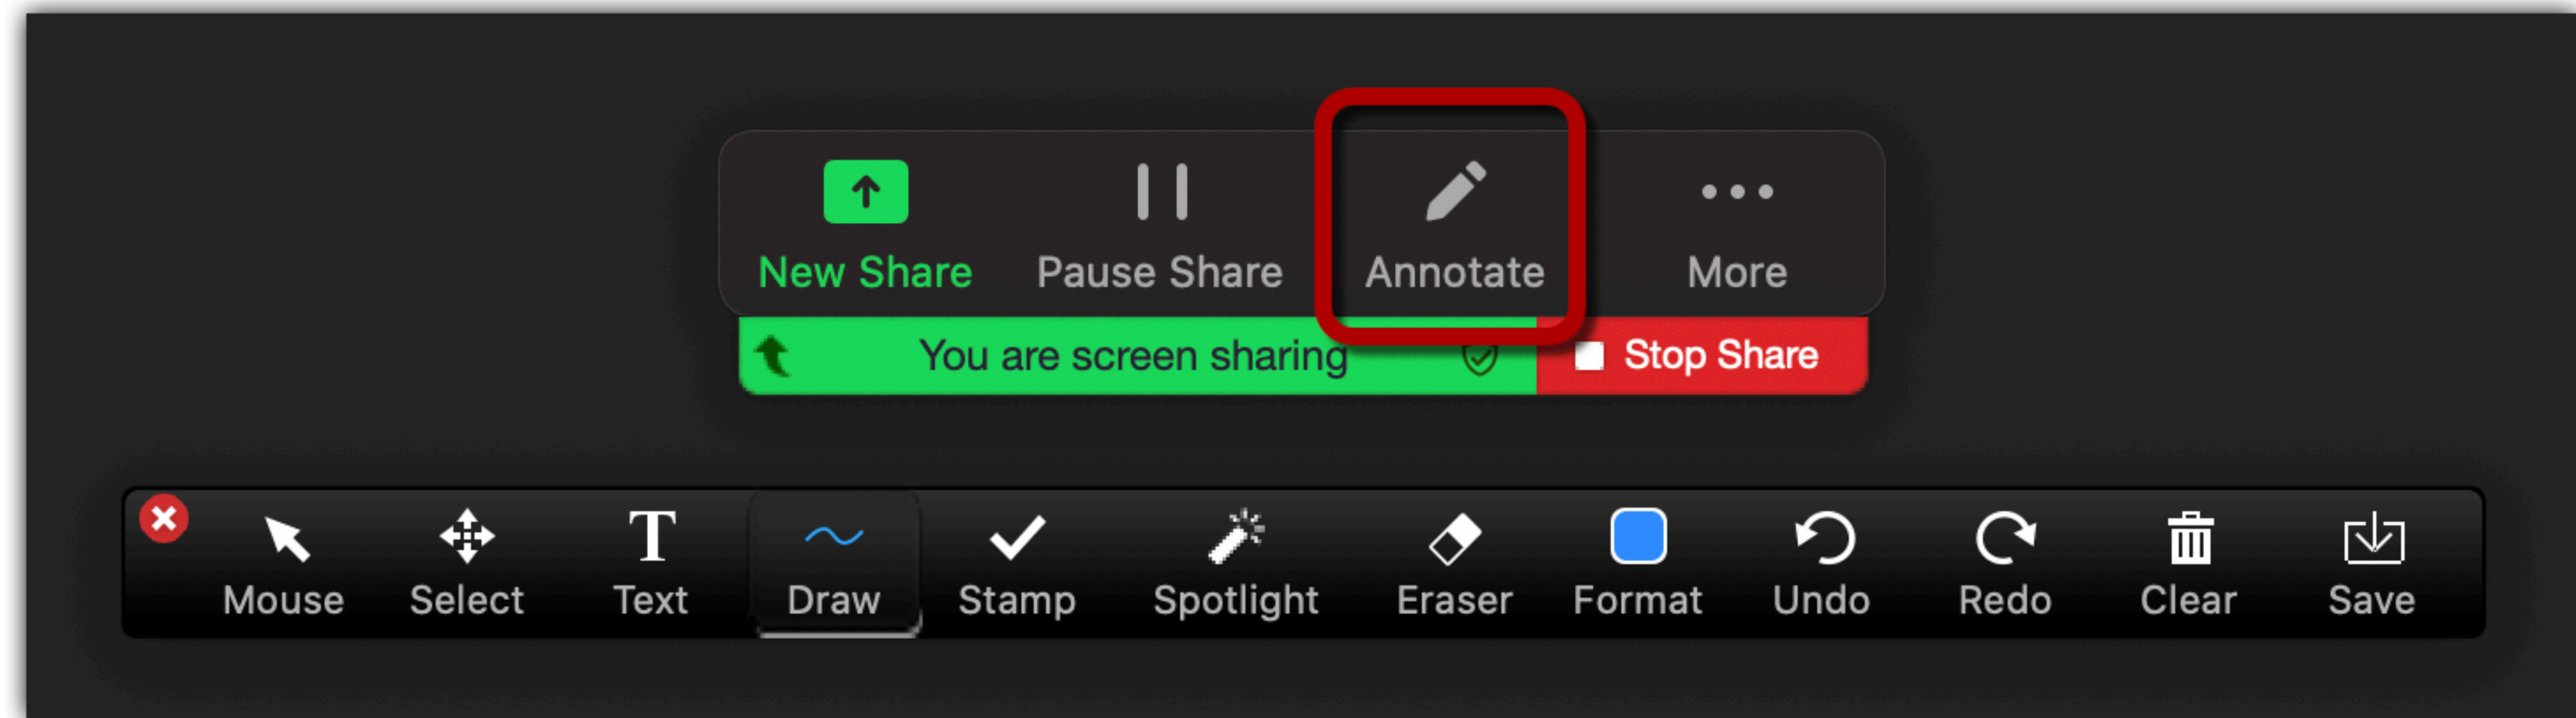 New Share Pause Share Annotate More
You are screen sharing Stop Share
Mouse Select Text Draw Stamp Spotlight Eraser Format Undo Redo Clear Save